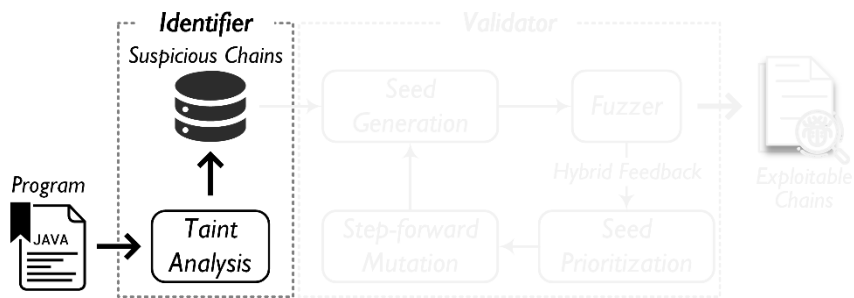 Identifier
Suspicious Chains
Validator
Seed
Generation
Fuzzer
Hybrid Feedback
Exploitable
Chains
Program
JAVA
Taint
Analysis
Step-forward
Mutation
Seed
Prioritization